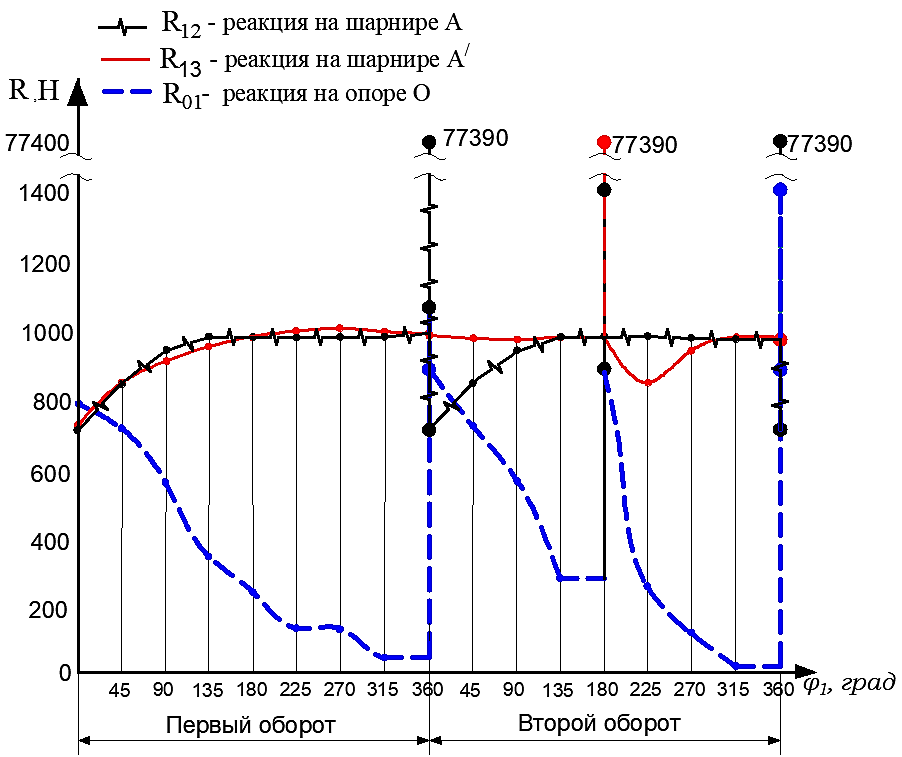 R12 - реакция на шарнире А
R13 - реакция на шарнире А/
R01- реакция на опоре О
R ,Н
77400
77390
77390
77390
1400
1200
1000
800
600
400
200
0
45 90 135 180 225 270 315 360 45 90 135 180 225 270 315 360
φ1, град
Первый оборот
Второй оборот